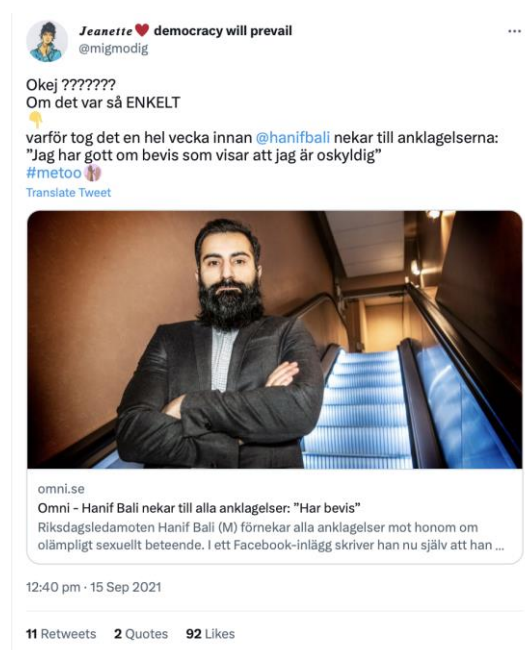 Jeanette❤️ democracy will prevail
@migmodig
Okej ???????
Om det var så ENKELT
👇
varför tog det en hel vecka innan @hanifbali nekar till anklagelserna:
”Jag har gott om bevis som visar att jag är oskyldig”
#metoo
Translate Tweet
omni.se
Omni - Hanif Bali nekar till alla anklagelser: ”Har bevis”
Riksdagsledamoten Hanif Bali (M) förnekar alla anklagelser mot honom om
olämpligt sexuellt beteende. I ett Facebook-inlägg skriver han nu själv att han ...
12:40 pm · 15 Sep 2021
11 Retweets 2 Quotes 92 Likes